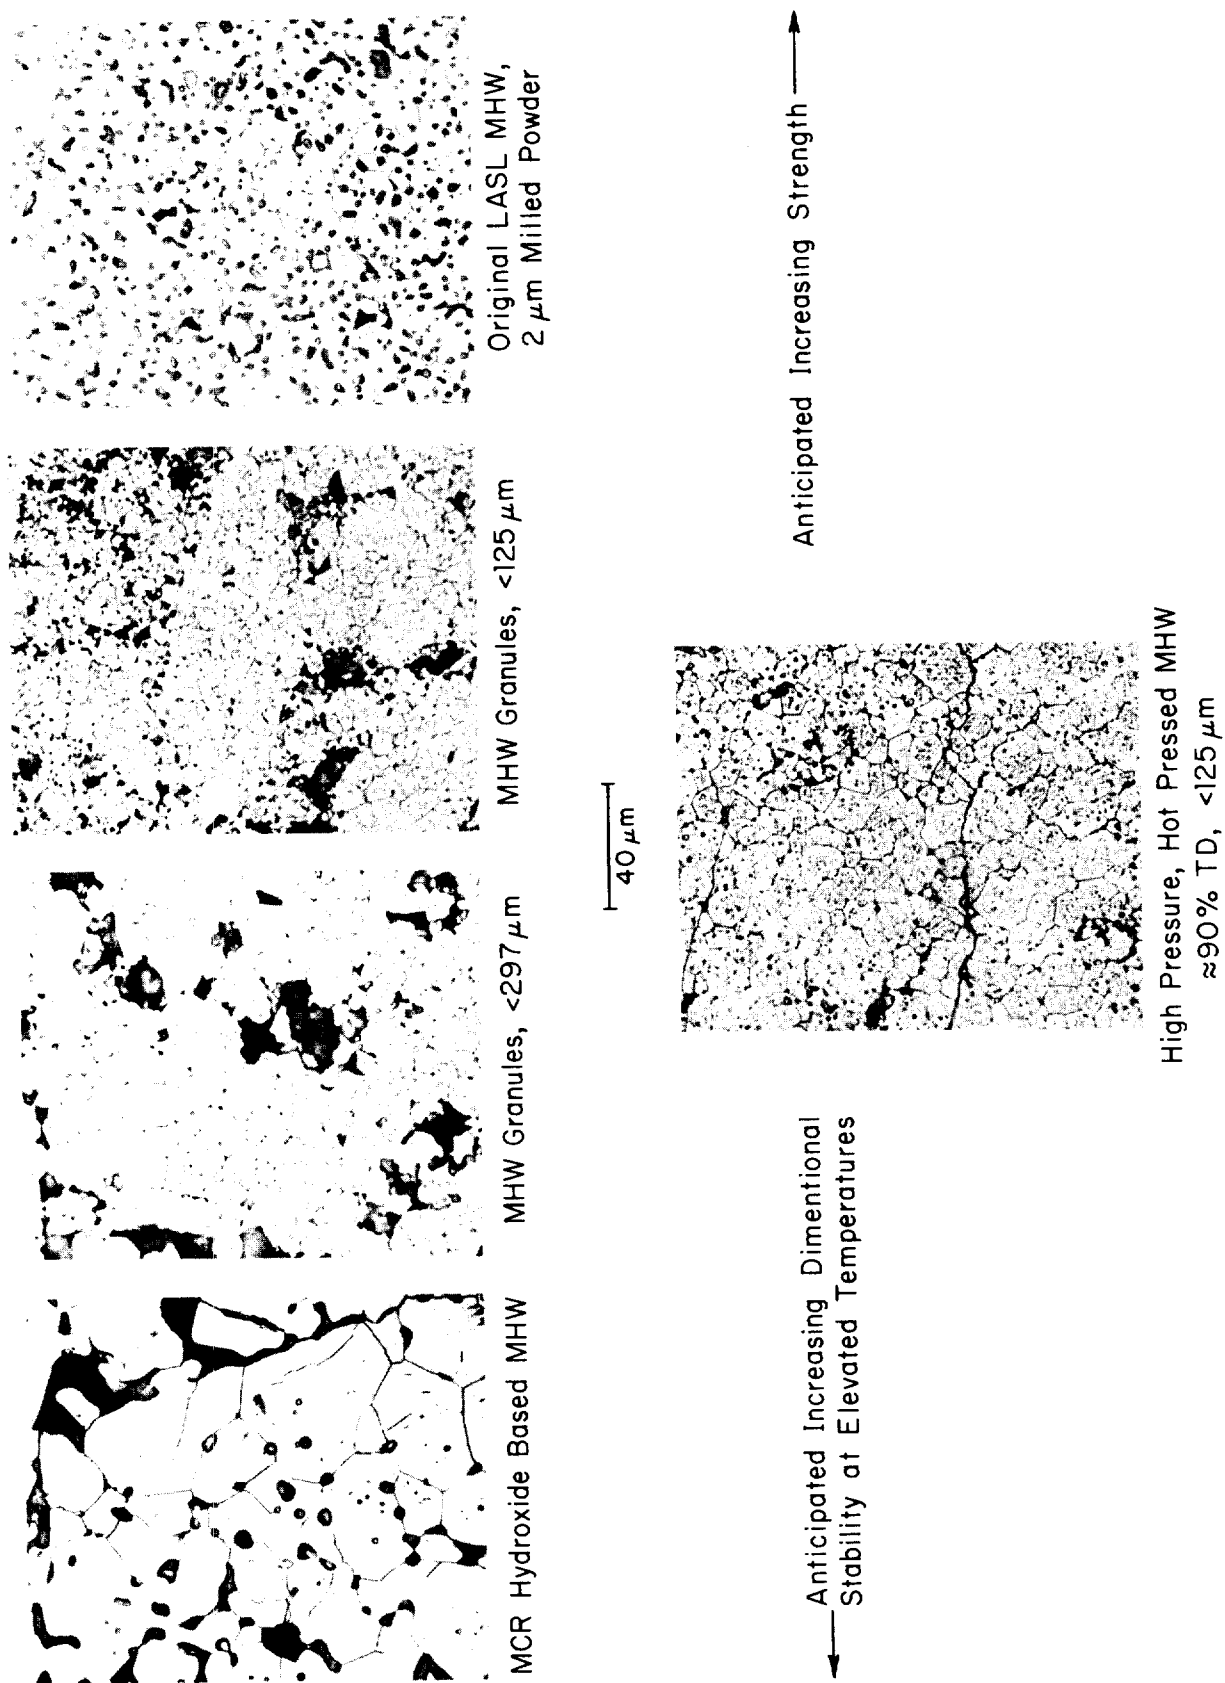 MCR Hydroxide Based MHW
MHW Granules, <297 μm
MHW Granules, <125 μm
Original LASL MHW,
2 μm Milled Powder
40 μm
Anticipated Increasing Dimentional
Stability at Elevated Temperatures
High Pressure, Hot Pressed MHW
≈90% TD, <125 μm
Anticipated Increasing Strength